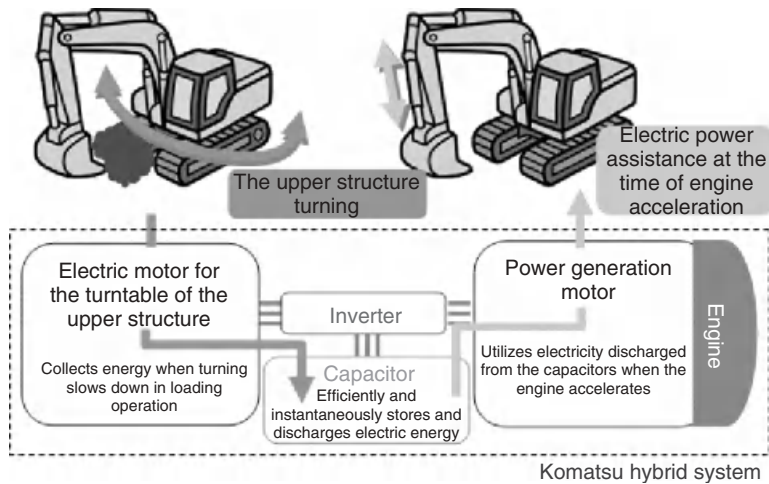 The upper structure
turning
Electric power
assistance at the
time of engine
acceleration
Electric motor for
the turntable of the
upper structure
Collects energy when turning
slows down in loading
operation
Inverter
Capacitor
Efficiently and
instantaneously stores and
discharges electric energy
Power generation
motor
Utilizes electricity discharged
from the capacitors when the
engine accelerates
Engine
Komatsu hybrid system